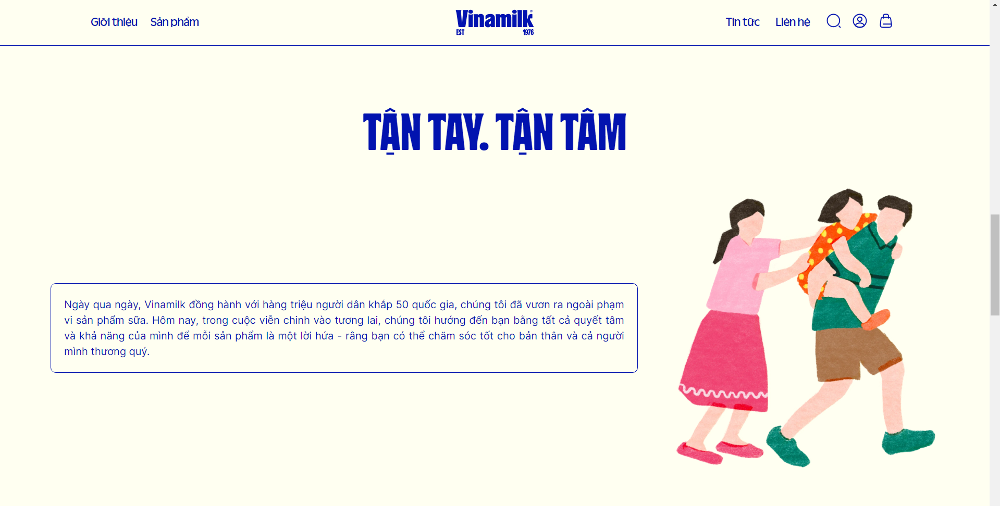 Giới thiệu Sản phẩm
Vinamilk®
EST 1976
Tin tức Liên hệ
TẬN TAY. TẬN TÂM
Ngày qua ngày, Vinamilk đồng hành với hàng triệu người dân khắp 50 quốc gia, chúng tôi đã vươn ra ngoài phạm
vi sản phẩm sữa. Hôm nay, trong cuộc viễn chinh vào tương lai, chúng tôi hướng đến bạn bằng tất cả quyết tâm
và khả năng của mình để mỗi sản phẩm là một lời hứa - rằng bạn có thể chăm sóc tốt cho bản thân và cả người
mình thương quý.